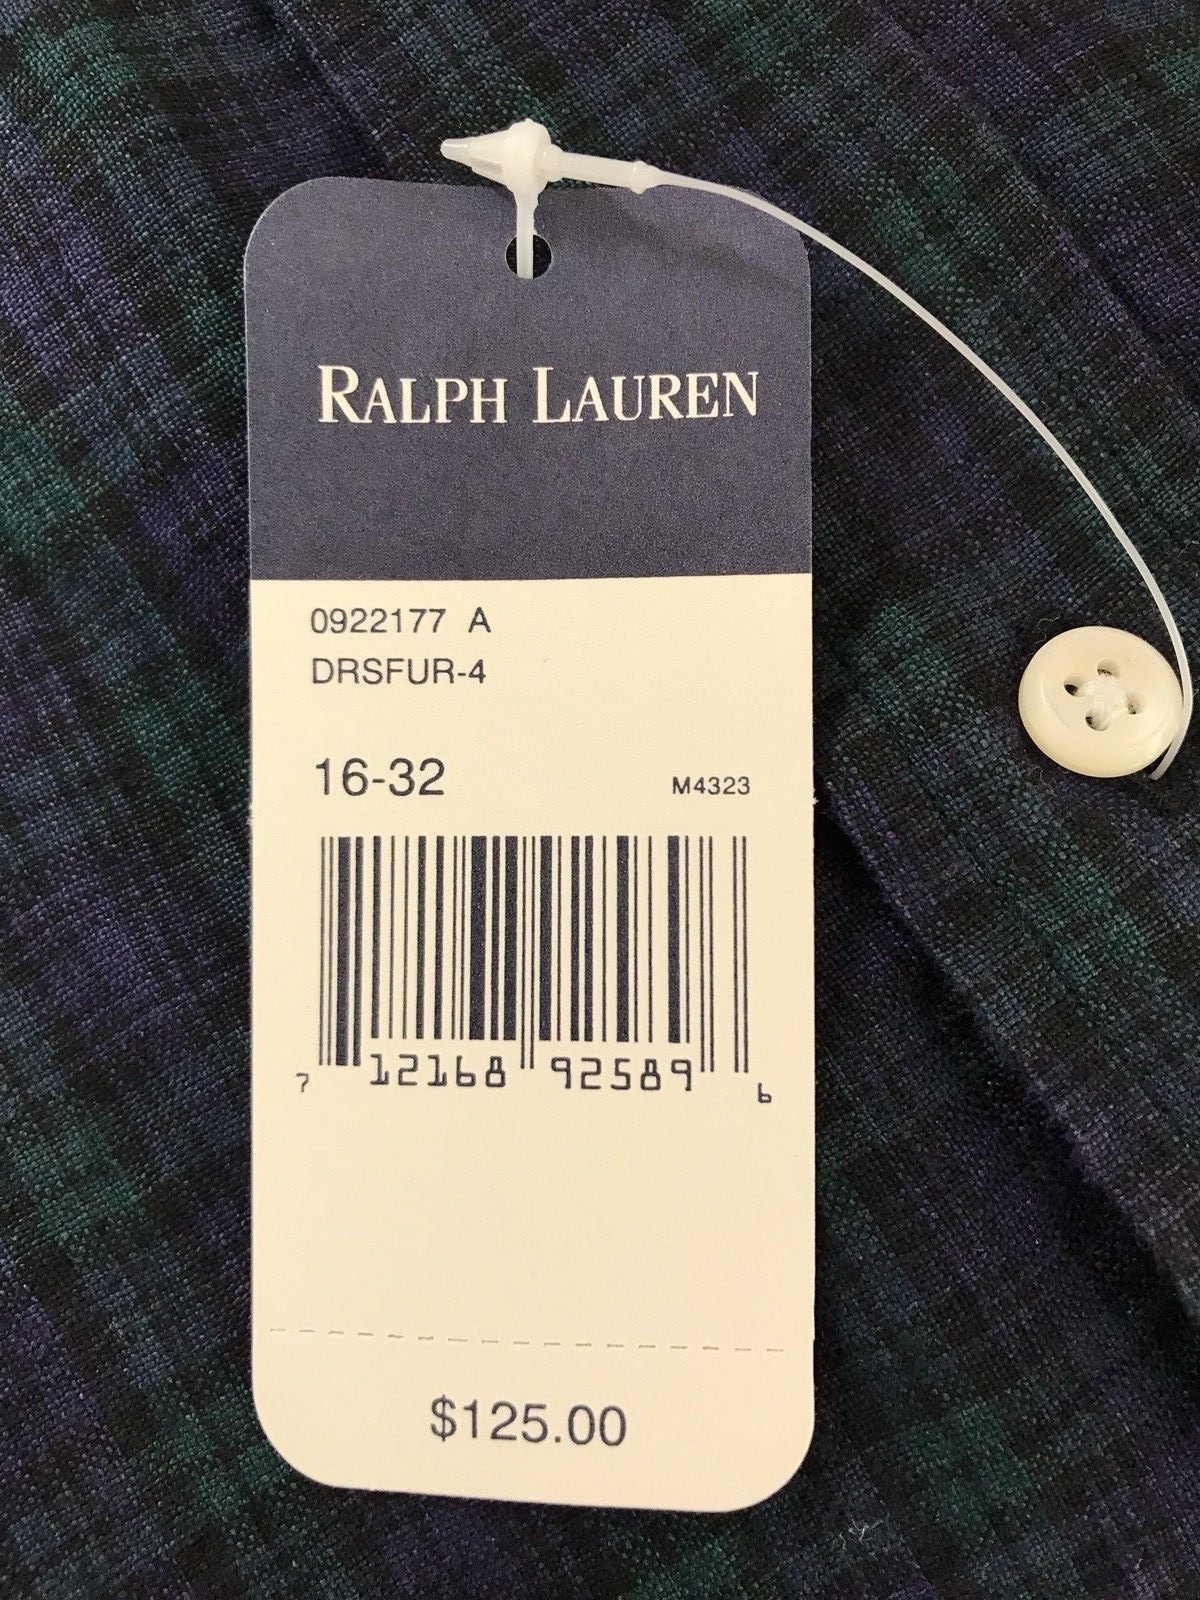 RALPH LAUREN
0922177 A
DRSFUR-4
16-32 M4323
7 12168 92589 6
$125.00